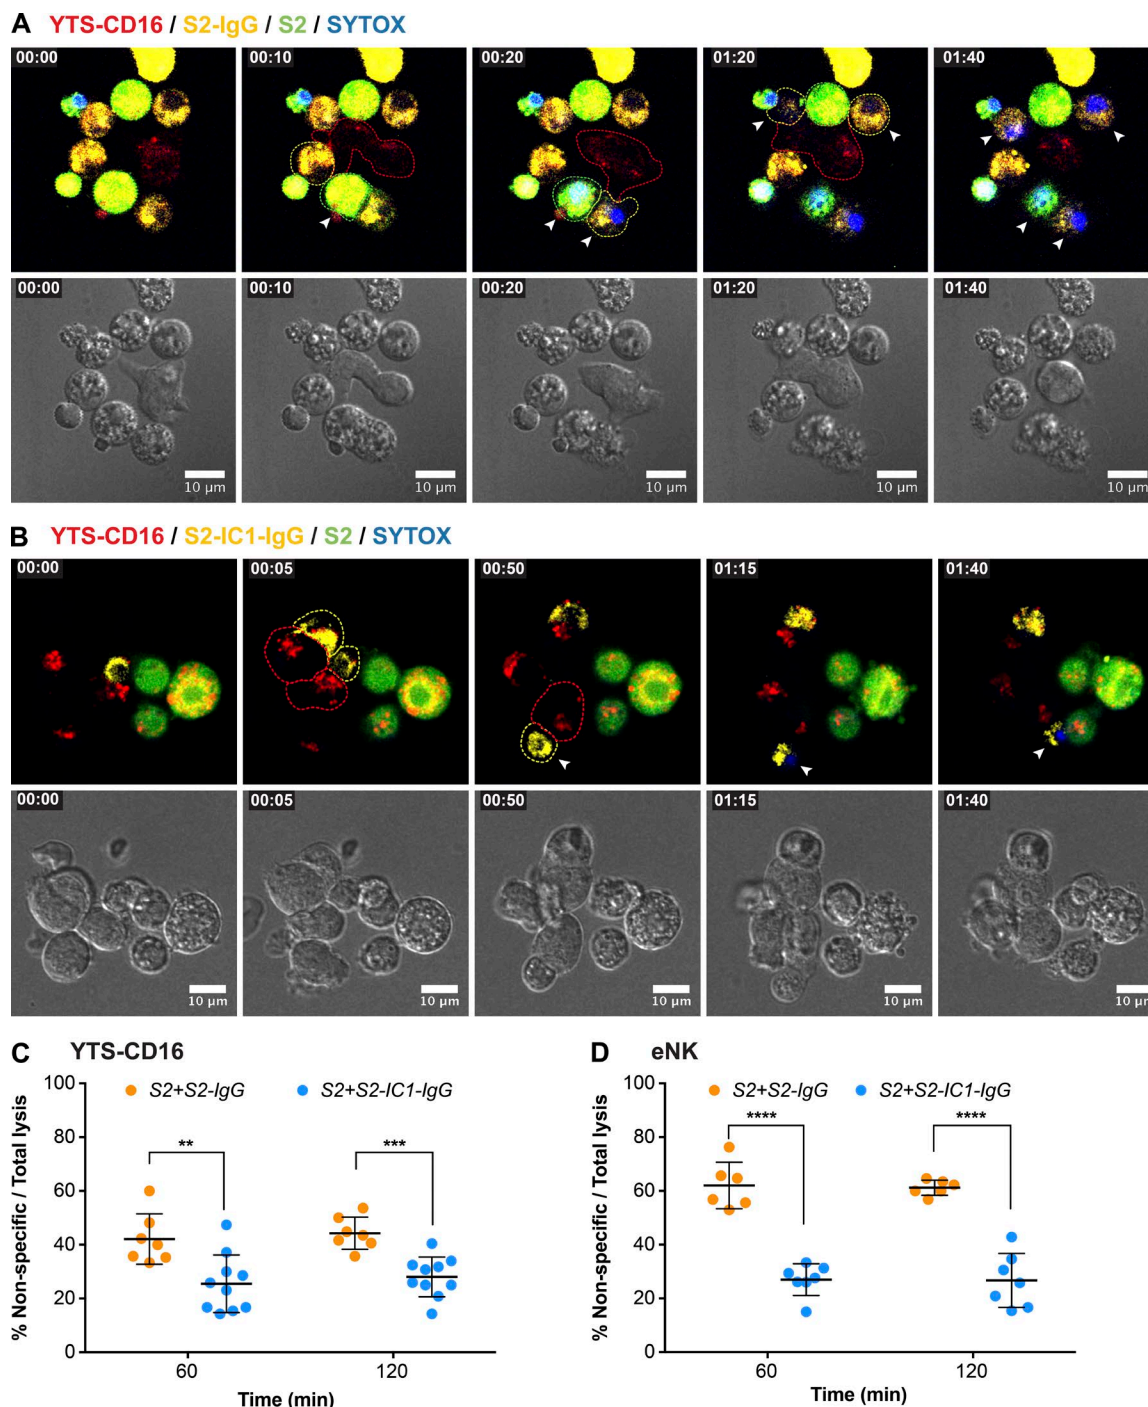 A YTS-CD16 / S2-IgG / S2 / SYTOX
00:00 00:10 00:20 01:20 01:40
00:00 00:10 00:20 01:20 01:40
10 µm 10 µm 10 µm 10 µm 10 µm
B YTS-CD16 / S2-IC1-IgG / S2 / SYTOX
00:00 00:05 00:50 01:15 01:40
00:00 00:05 00:50 01:15 01:40
10 µm 10 µm 10 µm 10 µm 10 µm
C YTS-CD16
% Non-specific / Total lysis
100
80
60
40
20
0
S2+S2-IgG S2+S2-IC1-IgG
** ***
60 120
Time (min)
D eNK
% Non-specific / Total lysis
100
80
60
40
20
0
S2+S2-IgG S2+S2-IC1-IgG
**** ****
60 120
Time (min)